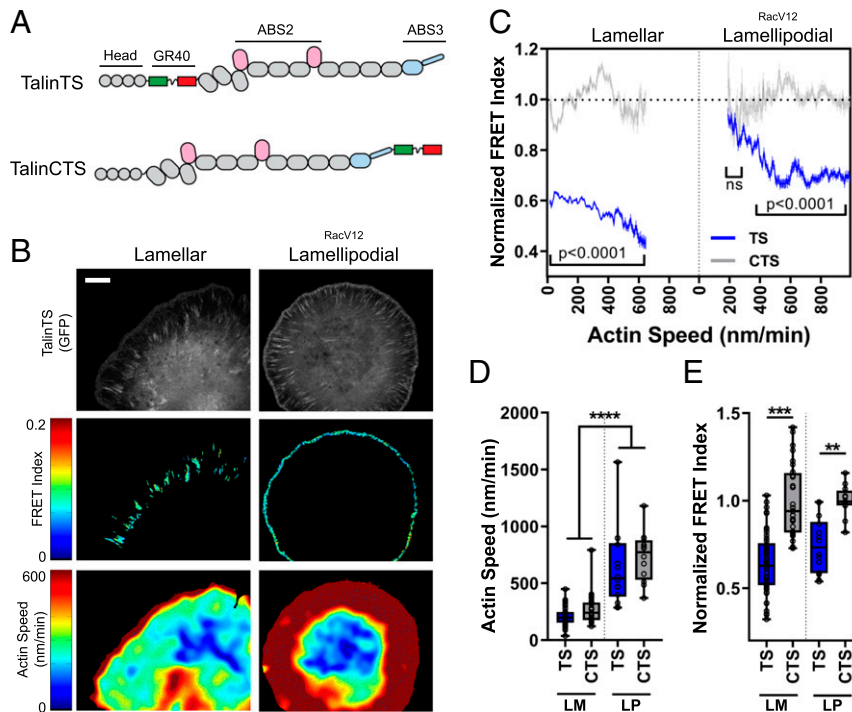 A
Head
GR40
ABS2
ABS3
TalinTS
TalinCTS
B
Lamellar
RacV12
Lamellipodial
TalinTS
(GFP)
0.2
FRET Index
0
600
Actin Speed
(nm/min)
0
C
Lamellar
RacV12
Lamellipodial
Normalized FRET Index
1.2
1.0
0.8
0.6
0.4
ns
p<0.0001
p<0.0001
TS
CTS
0 200 400 600 800 0 200 400 600 800
Actin Speed (nm/min)
D
Actin Speed (nm/min)
2000
1500
1000
500
0
****
TS CTS TS CTS
LM LP
E
Normalized FRET Index
1.5
1.0
0.5
***
**
TS CTS TS CTS
LM LP